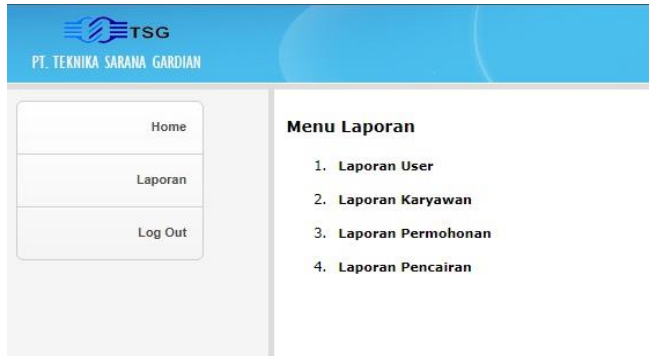 TSG
PT. TEKNIKA SARANA GARDIAN
Home
Laporan
Log Out
Menu Laporan
1. Laporan User
2. Laporan Karyawan
3. Laporan Permohonan
4. Laporan Pencairan